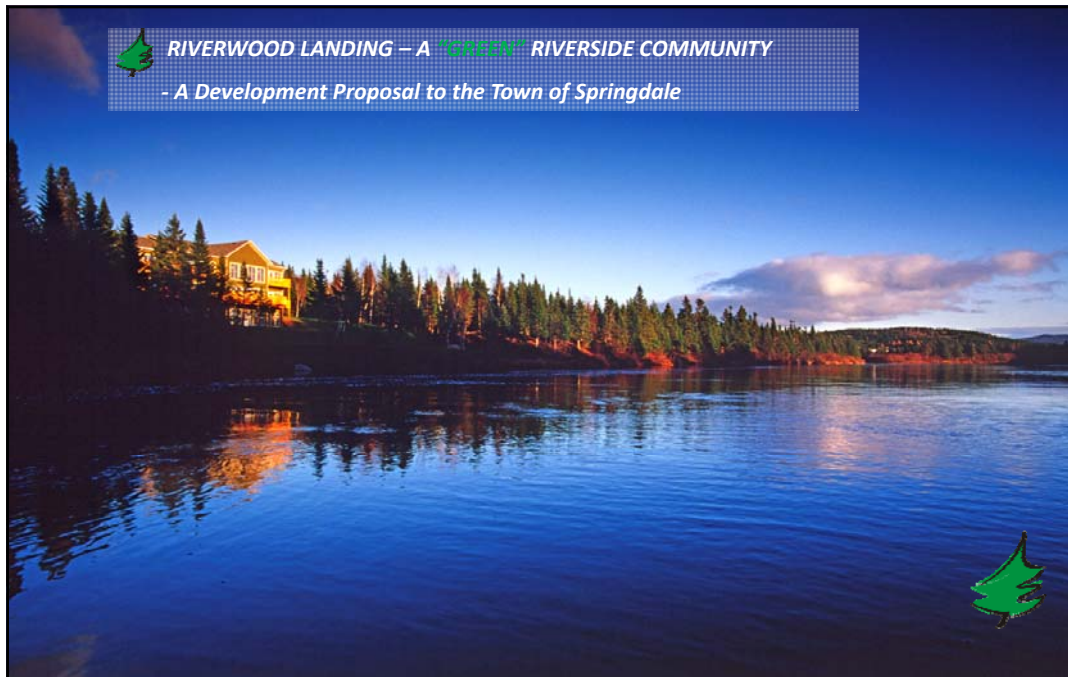 RIVERWOOD LANDING – A "GREEN" RIVERSIDE COMMUNITY
- A Development Proposal to the Town of Springdale